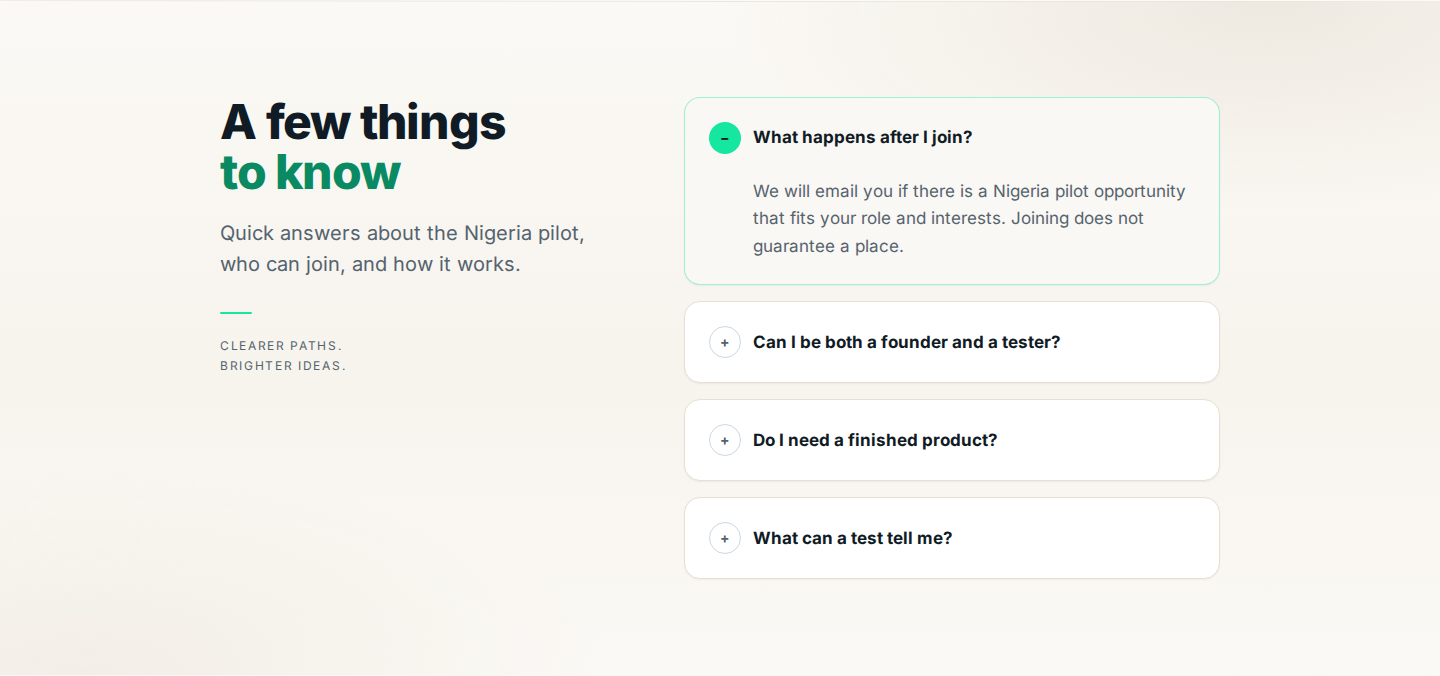 A few things
to know
Quick answers about the Nigeria pilot,
who can join, and how it works.
CLEARER PATHS.
BRIGHTER IDEAS.
− What happens after I join?
We will email you if there is a Nigeria pilot opportunity
that fits your role and interests. Joining does not
guarantee a place.
+ Can I be both a founder and a tester?
+ Do I need a finished product?
+ What can a test tell me?